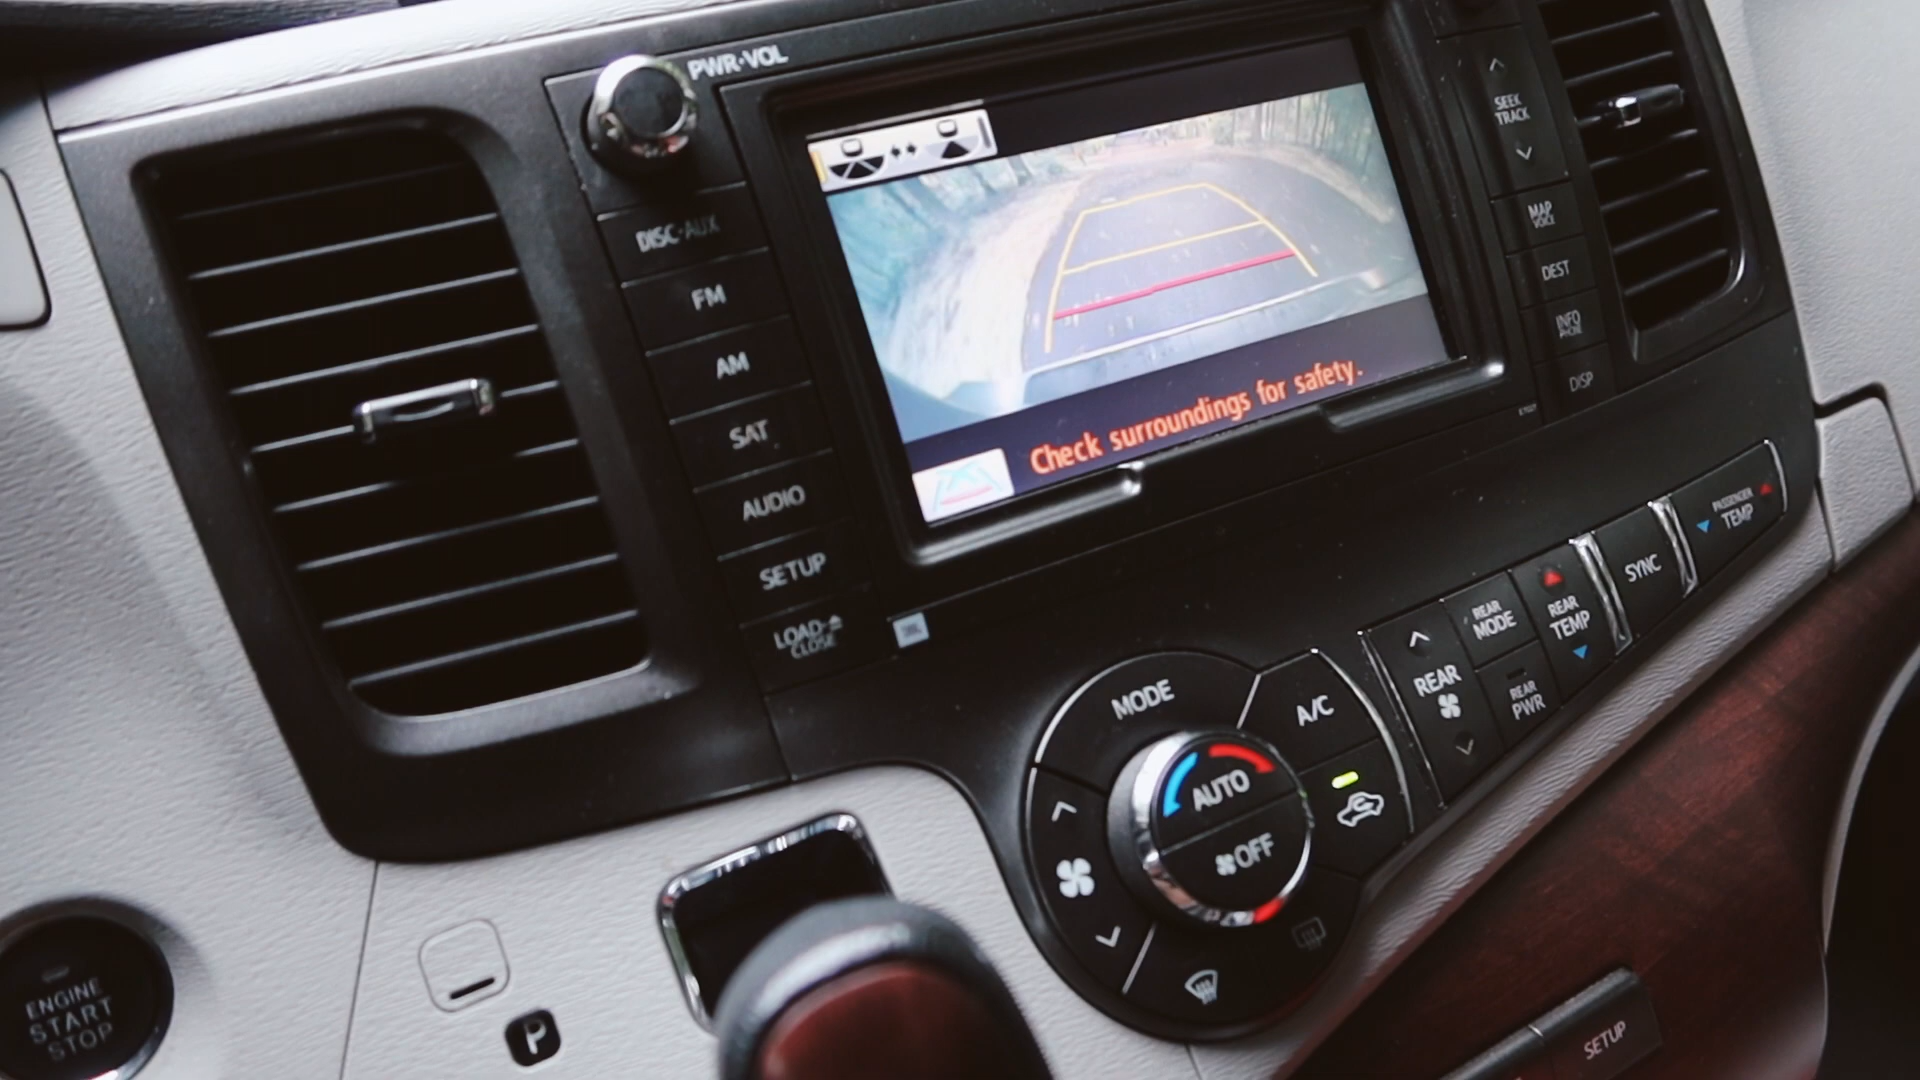 PWR·VOL
DISC·AUX
FM
AM
SAT
AUDIO
SETUP
LOAD·
CLOSE
Check surroundings for safety.
SEEK
TRACK
MAP
VOICE
DEST
INFO
PHONE
DISP
MODE
A/C
AUTO
OFF
REAR
REAR
MODE
REAR
PWR
REAR
TEMP
SYNC
PASSENGER
TEMP
ENGINE
START
STOP
P
SETUP